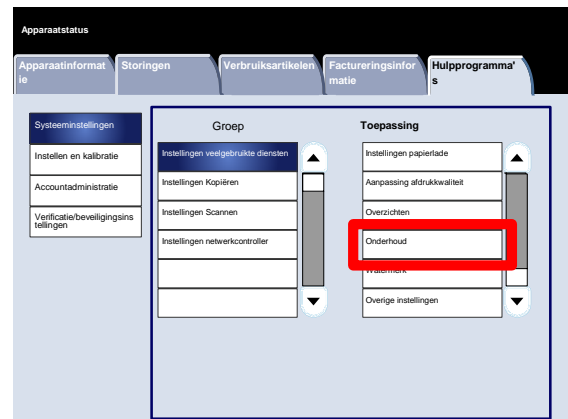 Apparaatstatus
Apparaatinformat
ie
Storingen
Verbruiksartikelen
Factureringsinfor
matie
Hulpprogramma'
s
Systeeminstellingen
Instellen en kalibratie
Accountadministratie
Verificatie/beveiligingsins
tellingen
Groep
Instellingen veelgebruikte diensten
Instellingen Kopiëren
Instellingen Scannen
Instellingen netwerkcontroller
Toepassing
Instellingen papierlade
Aanpassing afdrukkwaliteit
Overzichten
Onderhoud
Watermerk
Overige instellingen